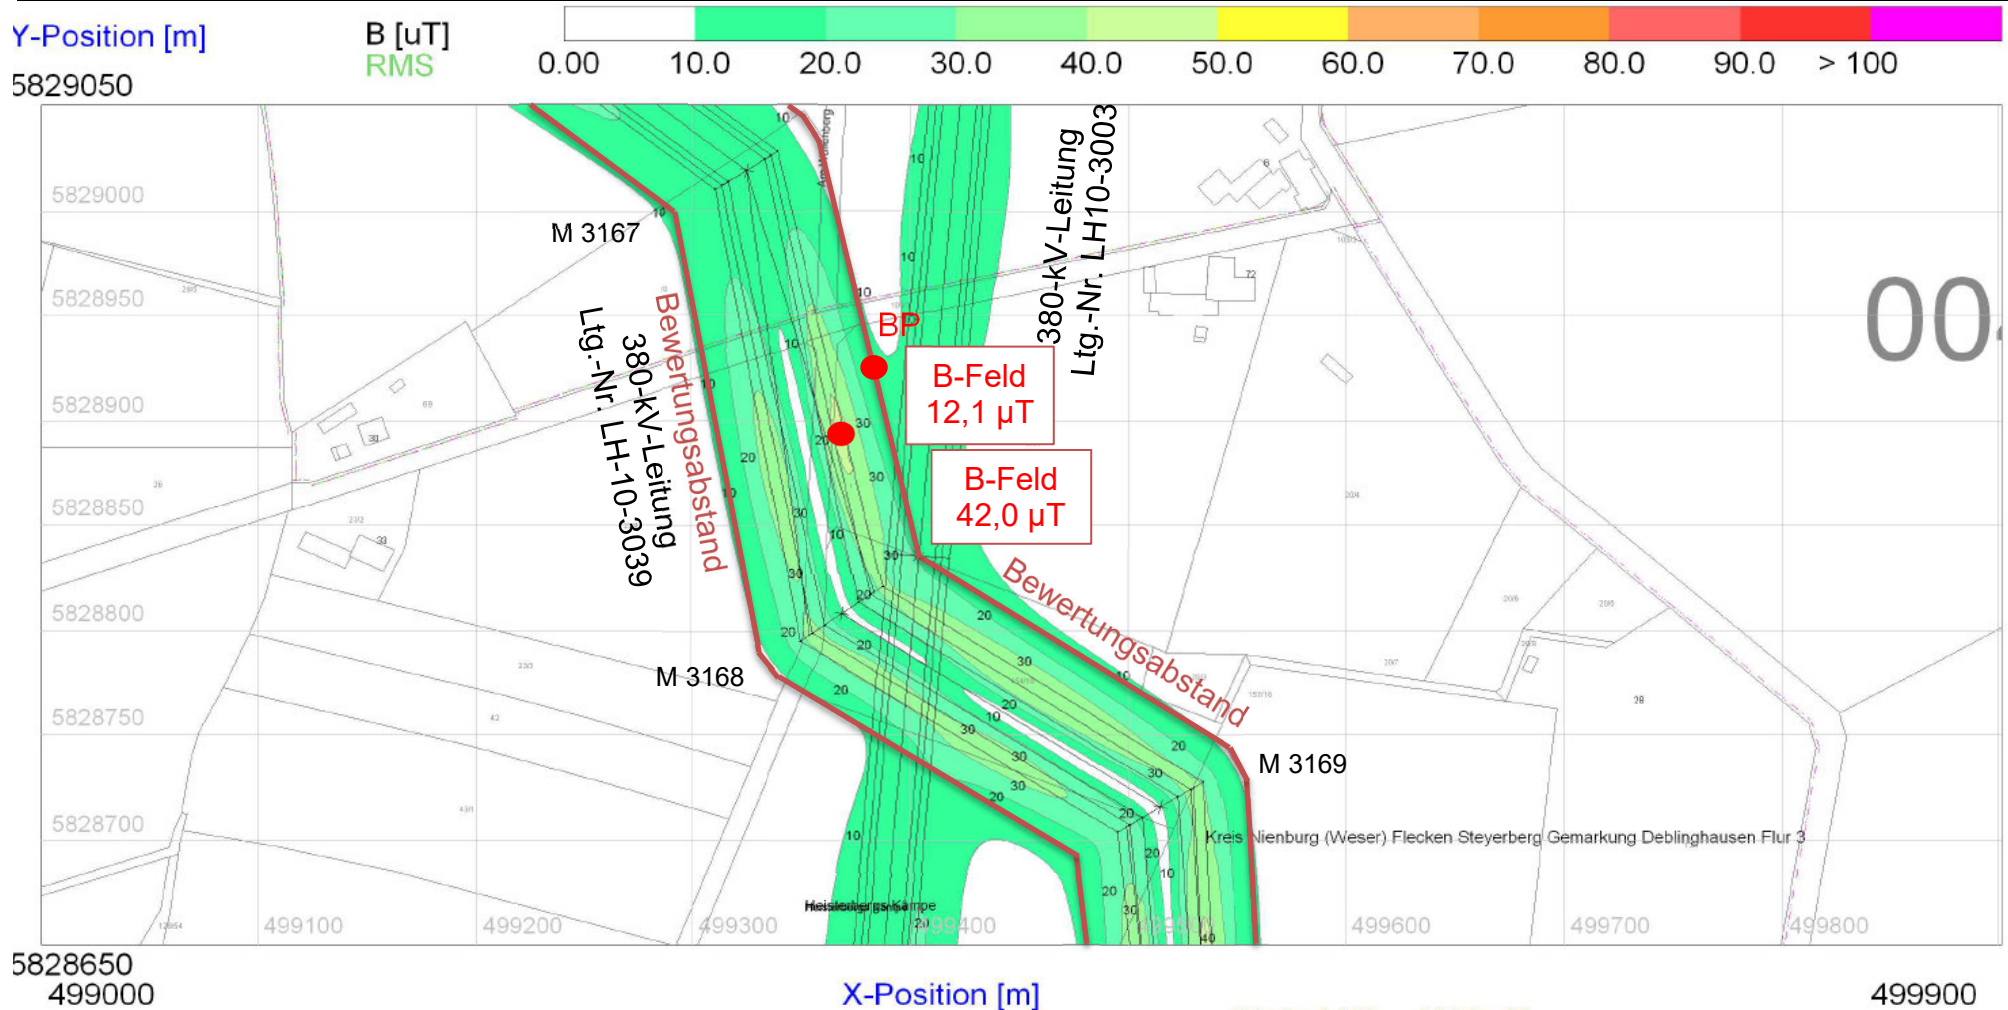 Y-Position [m]
B [uT]
RMS
0.00 10.0 20.0 30.0 40.0 50.0 60.0 70.0 80.0 90.0 > 100
5829050
5829000
5828950
5828900
5828850
5828800
5828750
5828700
M 3167
M 3168
M 3169
380-kV-Leitung
Ltg.-Nr. LH10-3003
Bewertungsabstand
380-kV-Leitung
Ltg.-Nr. LH-10-3039
BP
B-Feld
12,1 µT
B-Feld
42,0 µT
Bewertungsabstand
00
6
72
Kreis Nienburg (Weser) Flecken Steyerberg Gemarkung Deblinghausen Flur 3
499100 499200 499300 499400 499500 499600 499700 499800
5828650
499000
X-Position [m]
499900